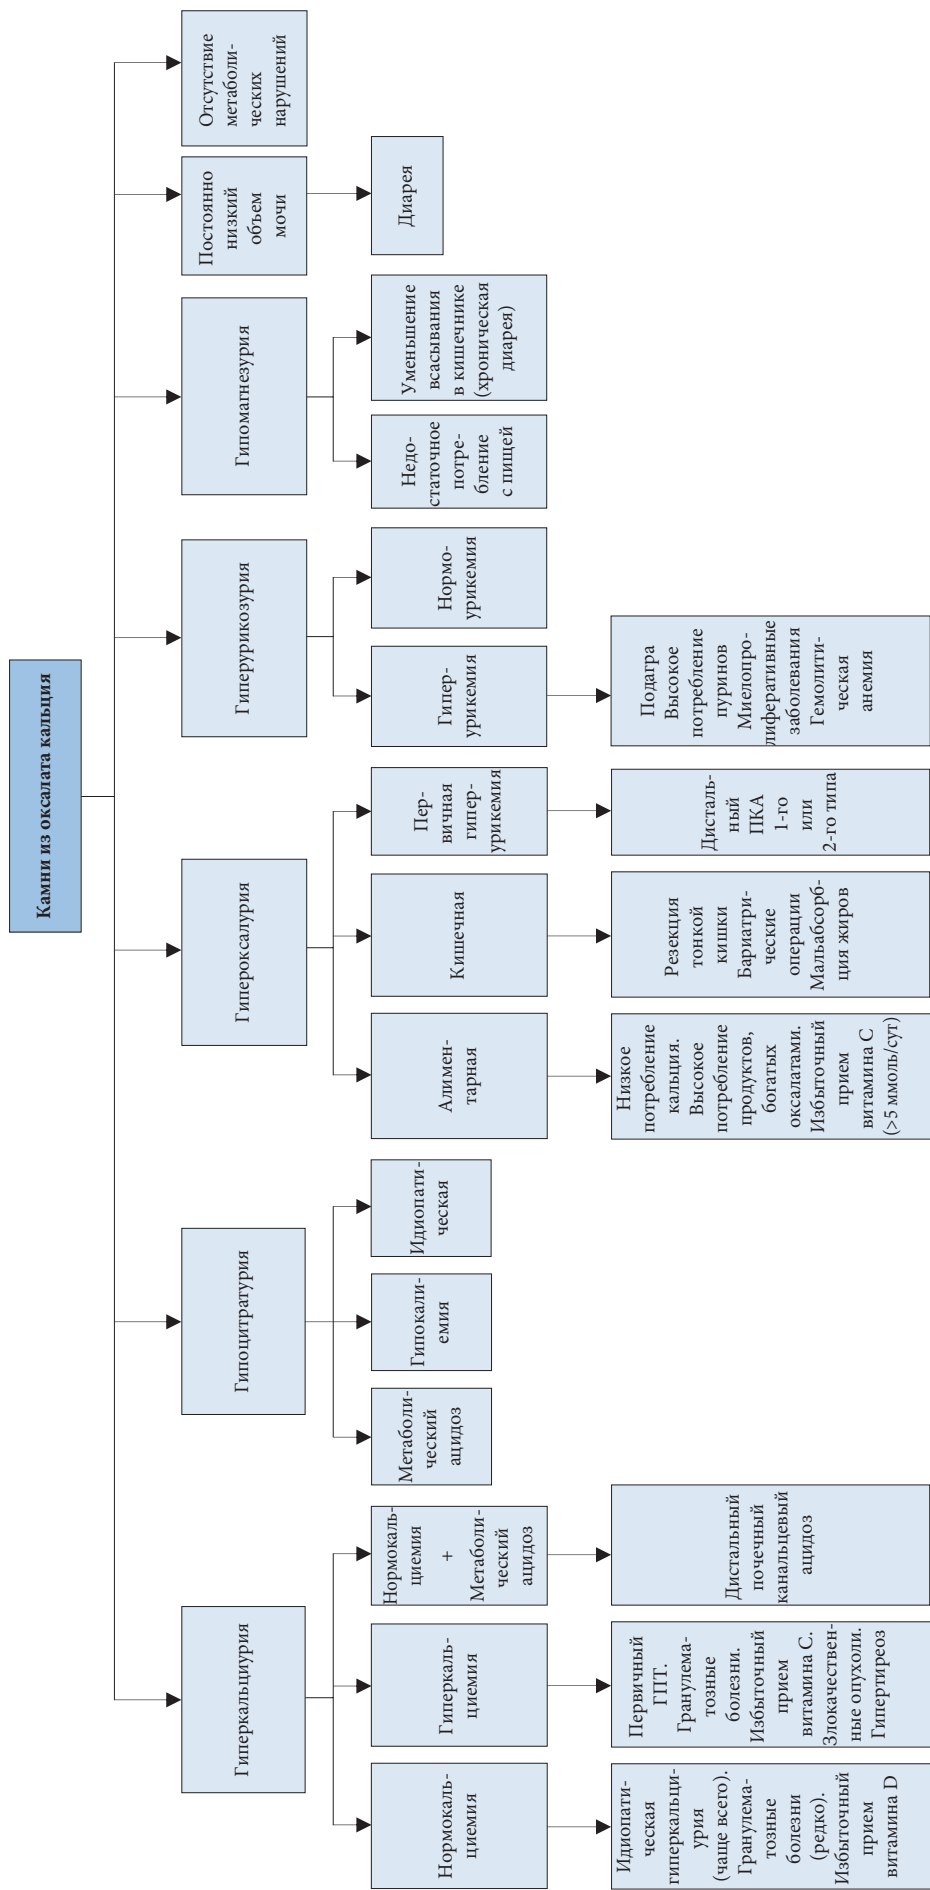 Камни из оксалата кальция
Гиперкальциурия
Гипоцитратурия
Гипероксалурия
Гиперурикозурия
Гипомагнезурия
Постоянно
низкий
объем
мочи
Отсутствие
метаболи-
ческих
нарушений
Нормокаль-
циемия
Гиперкаль-
циемия
Нормокаль-
циемия
+
Метаболи-
ческий
ацидоз
Метаболи-
ческий
ацидоз
Гипокали-
емия
Идиопати-
ческая
Алимен-
тарная
Кишечная
Пер-
вичная
гипер-
урикемия
Гипер-
урикемия
Нормо-
урикемия
Недо-
статочное
потре-
бление
с пищей
Уменьшение
всасывания
в кишечнике
(хроническая
диарея)
Диарея
Идиопати-
ческая
гиперкальци-
урия
(чаще всего).
Гранулема-
тозные
болезни
(редко).
Избыточный
прием
витамина D
Первичный
ГПТ.
Гранулема-
тозные
болезни.
Избыточный
прием
витамина С.
Злокачествен-
ные опухоли.
Гипертиреоз
Дистальный
почечный
канальцевый
ацидоз
Низкое
потребление
кальция.
Высокое
потребление
продуктов,
богатых
оксалатами.
Избыточный
прием
витамина С
(>5 ммоль/сут)
Резекция
тонкой
кишки
Бариатри-
ческие
операции
Мальабсорб-
ция жиров
Дисталь-
ный
ПКА
1-го
или
2-го типа
Подагра
Высокое
потребление
пуринов
Миелопро-
лиферативные
заболевания
Гемолити-
ческая
анемия